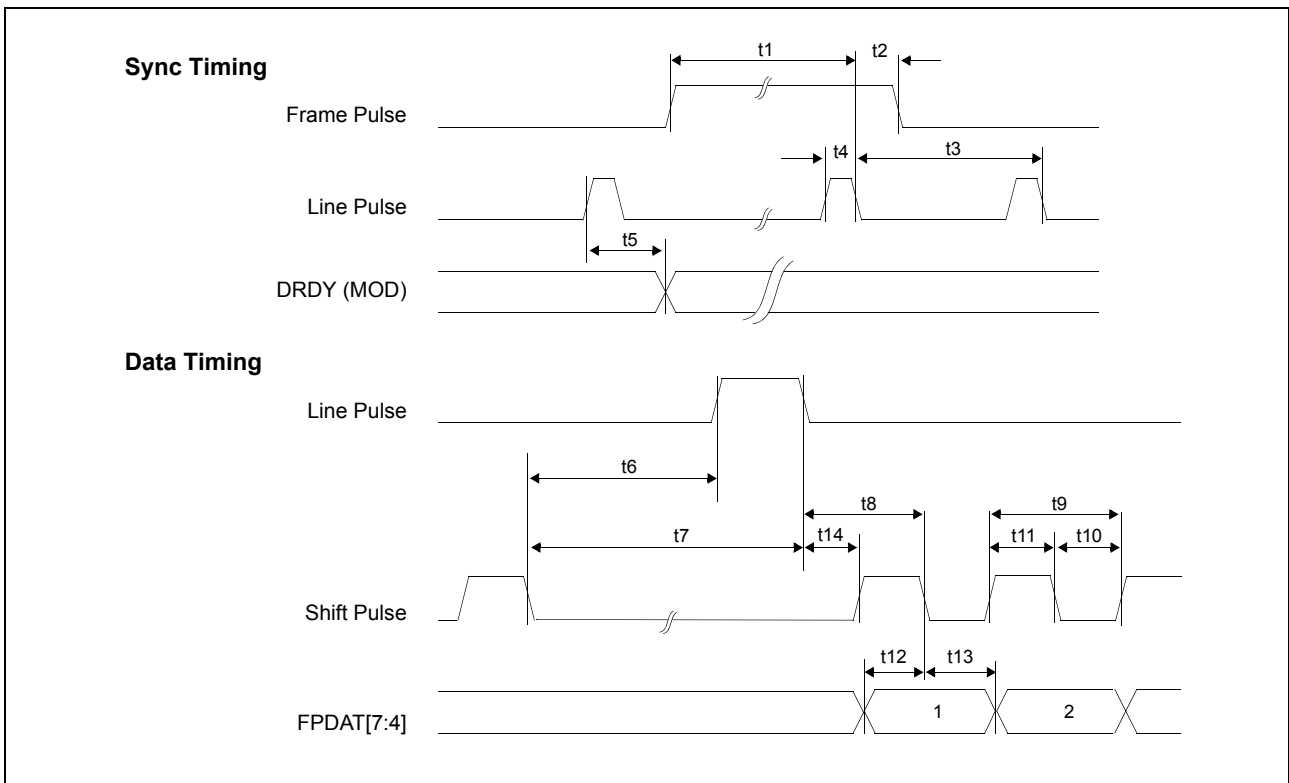 t1
t2
Sync Timing
Frame Pulse
t4
t3
Line Pulse
t5
DRDY (MOD)
Data Timing
Line Pulse
t6
t8
t9
t7
t14
t11
t10
Shift Pulse
t12
t13
1
2
FPDAT[7:4]